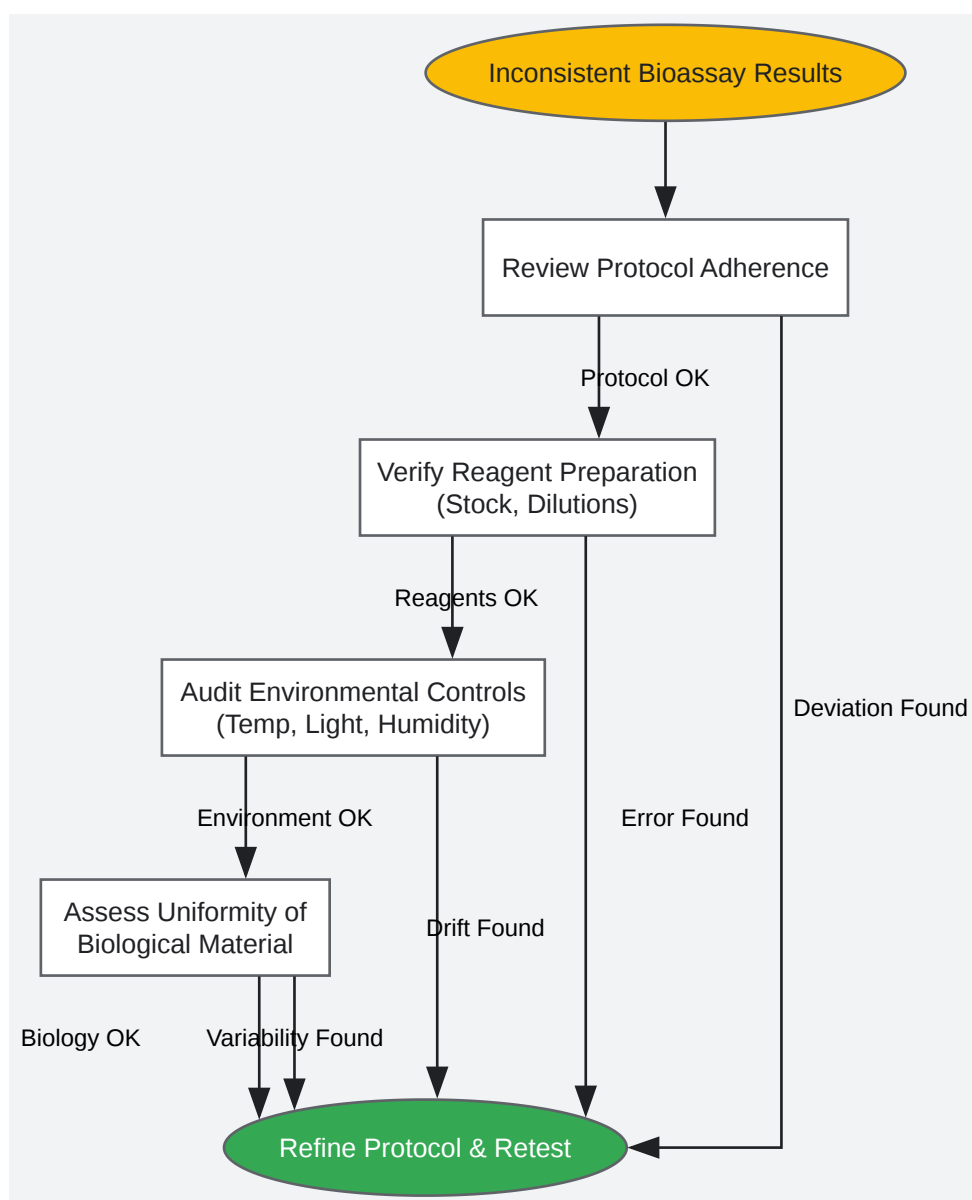 Inconsistent Bioassay Results
Review Protocol Adherence
Protocol OK
Verify Reagent Preparation
(Stock, Dilutions)
Reagents OK
Audit Environmental Controls
(Temp, Light, Humidity)
Deviation Found
Environment OK
Error Found
Assess Uniformity of
Biological Material
Drift Found
Biology OK
Variability Found
Refine Protocol & Retest